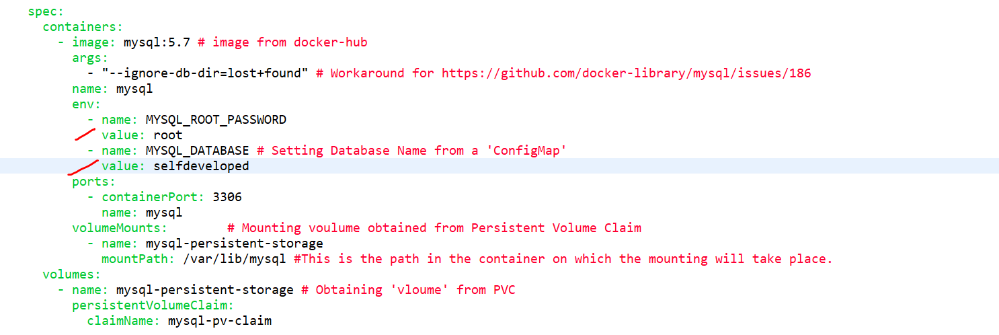 spec:
containers:
- image: mysql:5.7 # image from docker-hub
args:
- "--ignore-db-dir=lost+found" # Workaround for https://github.com/docker-library/mysql/issues/186
name: mysql
env:
- name: MYSQL_ROOT_PASSWORD
value: root
- name: MYSQL_DATABASE # Setting Database Name from a 'ConfigMap'
value: selfdeveloped
ports:
- containerPort: 3306
name: mysql
volumeMounts: # Mounting voulume obtained from Persistent Volume Claim
- name: mysql-persistent-storage
mountPath: /var/lib/mysql #This is the path in the container on which the mounting will take place.
volumes:
- name: mysql-persistent-storage # Obtaining 'vloume' from PVC
persistentVolumeClaim:
claimName: mysql-pv-claim